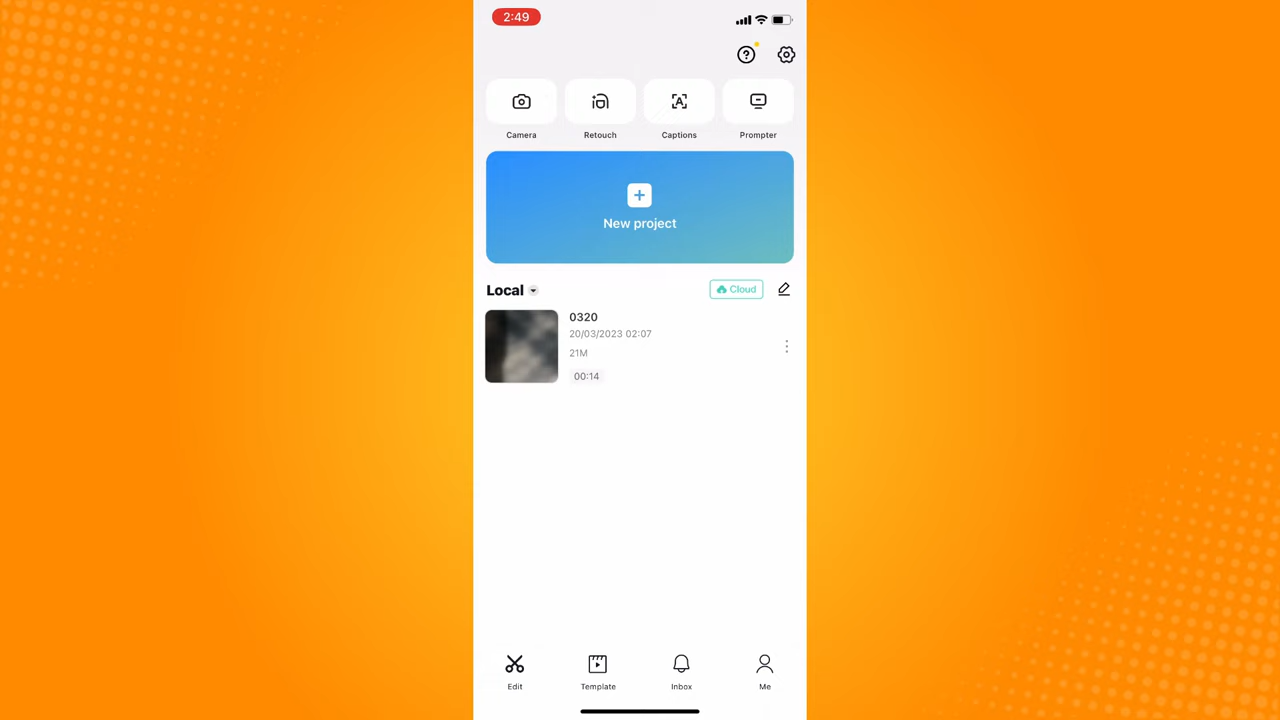 2:49
Camera
Retouch
Captions
Prompter
New project
Local
Cloud
0320
20/03/2023 02:07
21M
00:14
Edit
Template
Inbox
Me